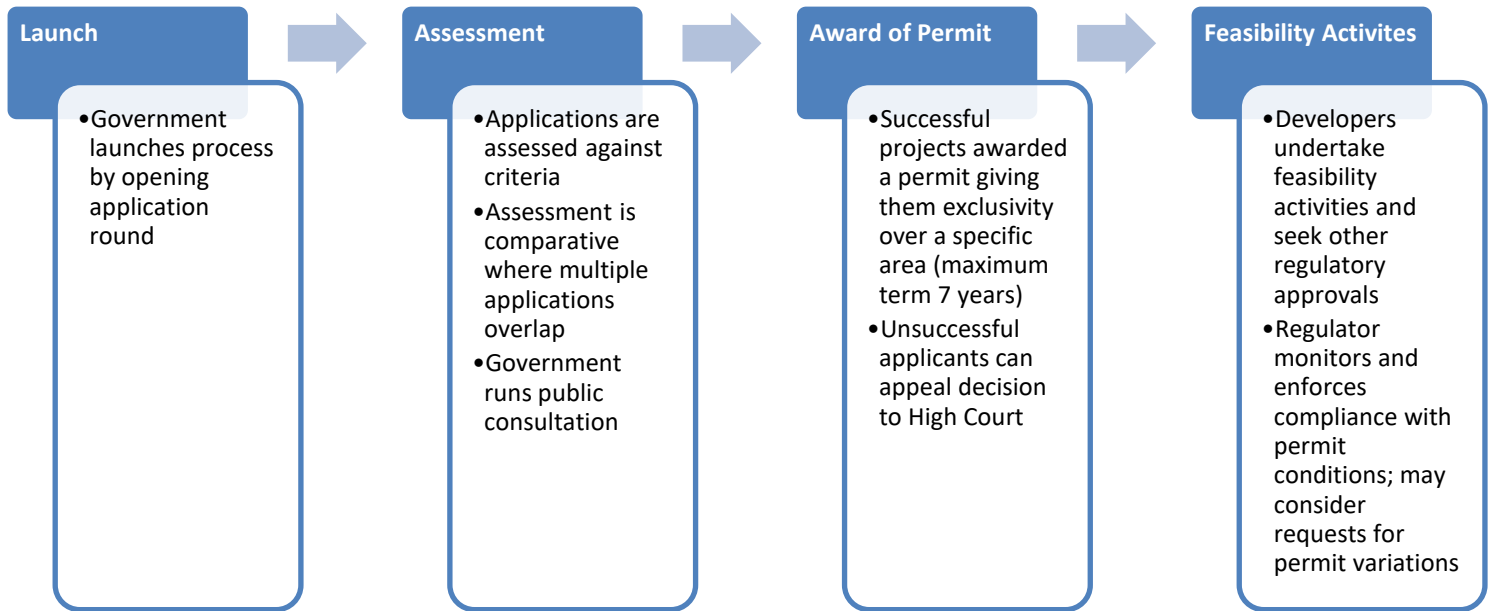 Launch
•Government
launches process
by opening
application
round
Assessment
•Applications are
assessed against
criteria
•Assessment is
comparative
where multiple
applications
overlap
•Government
runs public
consultation
Award of Permit
•Successful
projects awarded
a permit giving
them exclusivity
over a specific
area (maximum
term 7 years)
•Unsuccessful
applicants can
appeal decision
to High Court
Feasibility Activites
•Developers
undertake
feasibility
activities and
seek other
regulatory
approvals
•Regulator
monitors and
enforces
compliance with
permit
conditions; may
consider
requests for
permit variations